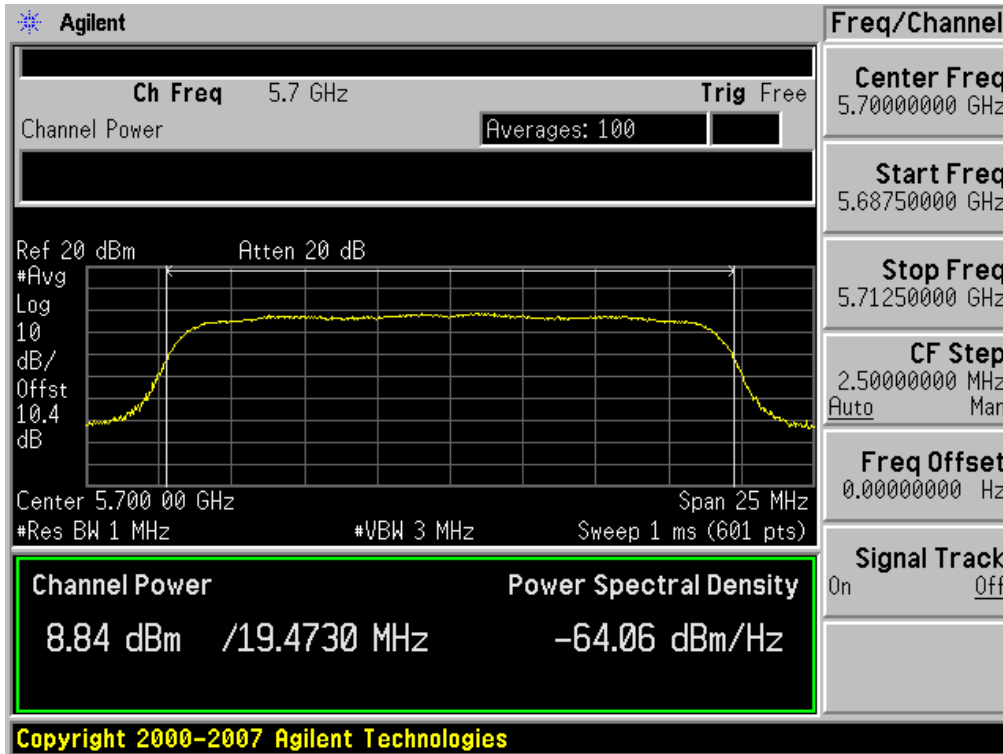 Agilent
Freq/Channel
Ch Freq 5.7 GHz Trig Free
Channel Power Averages: 100
Ref 20 dBm Atten 20 dB
#Avg
Log
10
dB/
Offst
10.4
dB
Center 5.700 00 GHz Span 25 MHz
#Res BW 1 MHz #VBW 3 MHz Sweep 1 ms (601 pts)
Channel Power Power Spectral Density
8.84 dBm /19.4730 MHz -64.06 dBm/Hz
Center Freq
5.70000000 GHz
Start Freq
5.68750000 GHz
Stop Freq
5.71250000 GHz
CF Step
2.50000000 MHz
Auto Man
Freq Offset
0.00000000 Hz
Signal Track
On Off
Copyright 2000-2007 Agilent Technologies